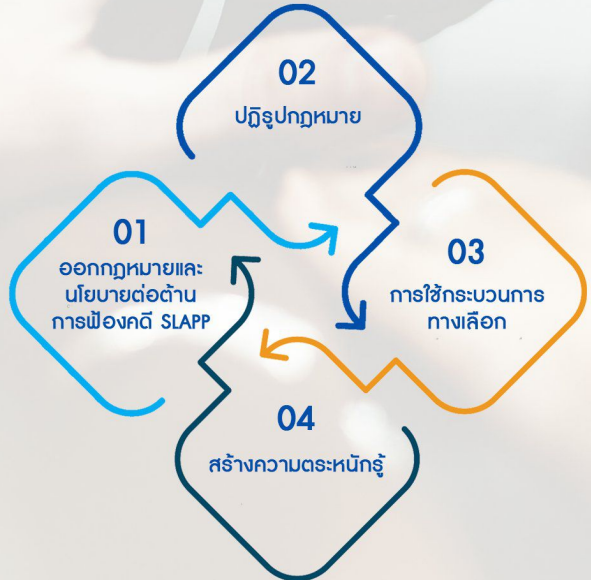 01
ออกกฎหมายและ
นโยบายต่อต้าน
การฟ้องคดี SLAPP
02
ปฏิรูปกฎหมาย
03
การใช้กระบวนการ
ทางเลือก
04
สร้างความตระหนักรู้